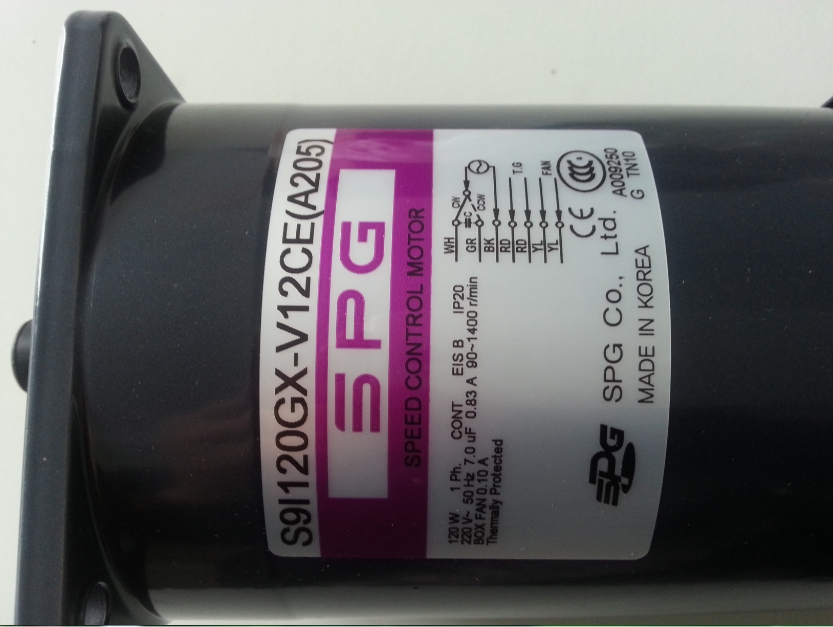 S9I120GX-V12CE(A205)
SPG
SPEED CONTROL MOTOR
120 W. 1 Ph. CONT EIS B IP20
220 V~ 50 Hz 7.0 uF 0.83 A 90~1400 r/min
BOX FAN 0.10 A
Thermally Protected
WH CW
GR C CCW
BK
RD T.G
RD
YL FAN
YL
CE CCC
SPG SPG Co., Ltd. A009250
MADE IN KOREA G TN10